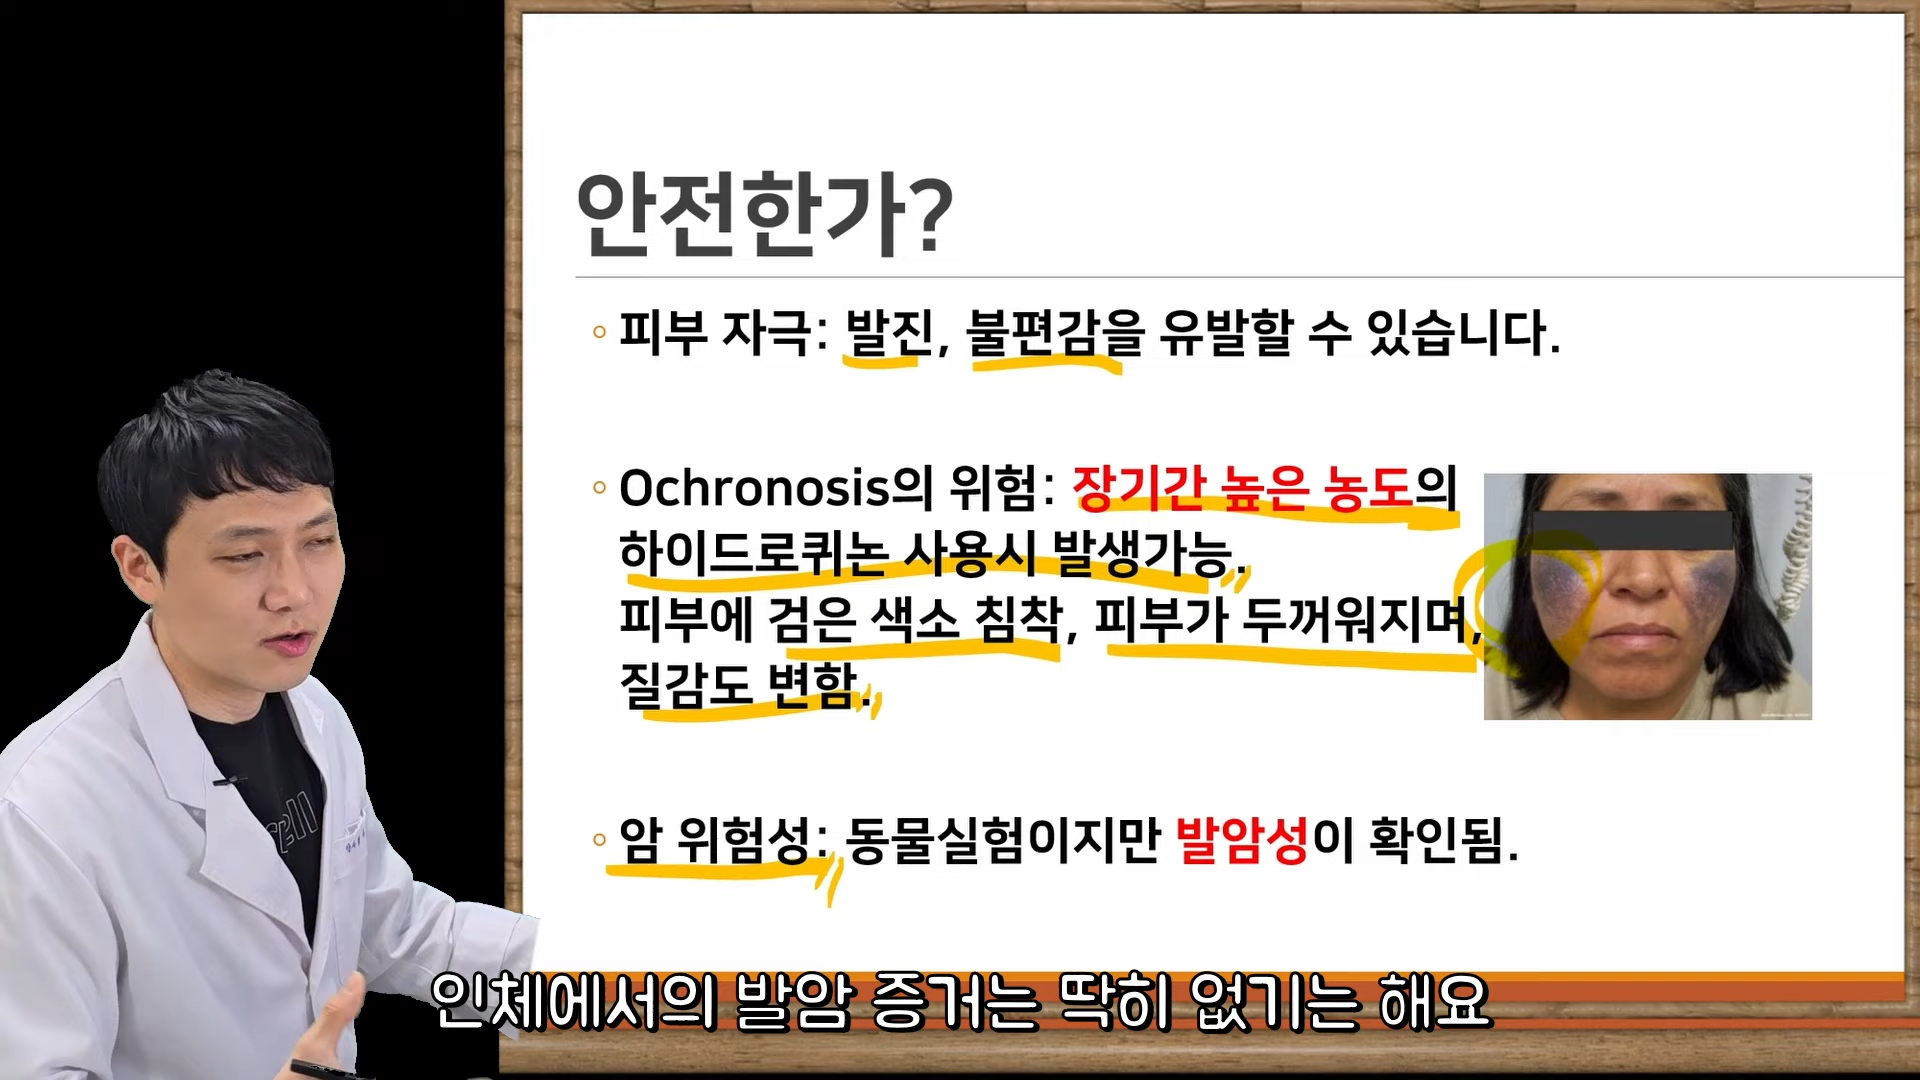 안전한가?
◦ 피부 자극: 발진, 불편감을 유발할 수 있습니다.
◦ Ochronosis의 위험: 장기간 높은 농도의
하이드로퀴논 사용시 발생가능.
피부에 검은 색소 침착, 피부가 두꺼워지며,
질감도 변함.
◦ 암 위험성: 동물실험이지만 발암성이 확인됨.
인체에서의 발암 증거는 딱히 없기는 해요